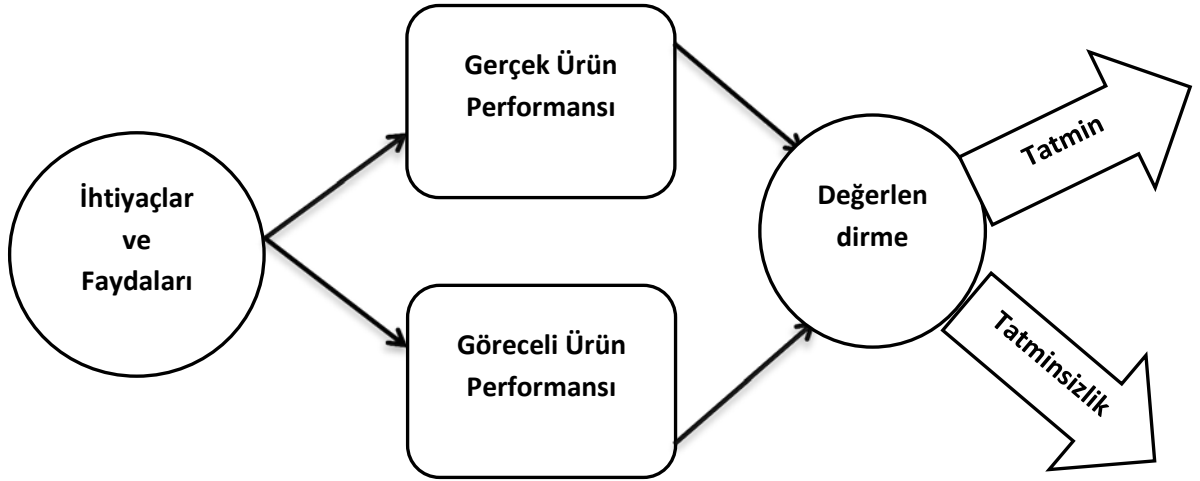 İhtiyaçlar
ve
Faydaları
Gerçek Ürün
Performansı
Göreceli Ürün
Performansı
Değerlen
dirme
Tatmin
Tatminsizlik